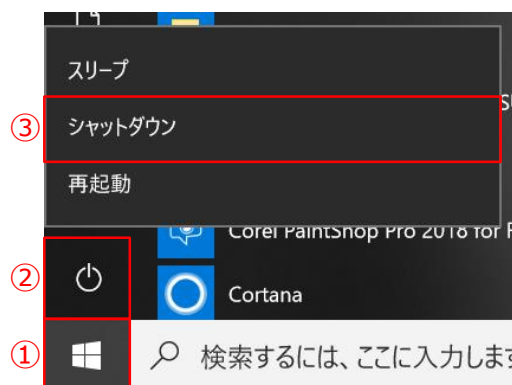 スリープ
③ シャットダウン
再起動
Corel PaintShop Pro 2018 for
② Cortana
① 検索するには、ここに入力します